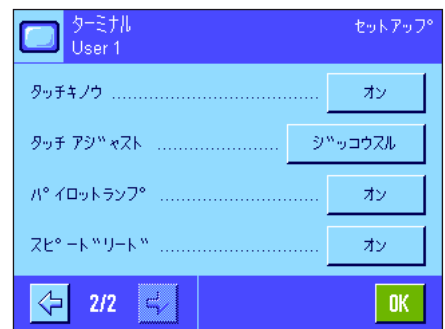 ターミナル セットアップ
User 1
タッチキノウ ........................................ オン
タッチ アジャスト ....................... ジッコウスル
パイロットランプ .............................. オン
スピードリード .............................. オン
2/2 OK